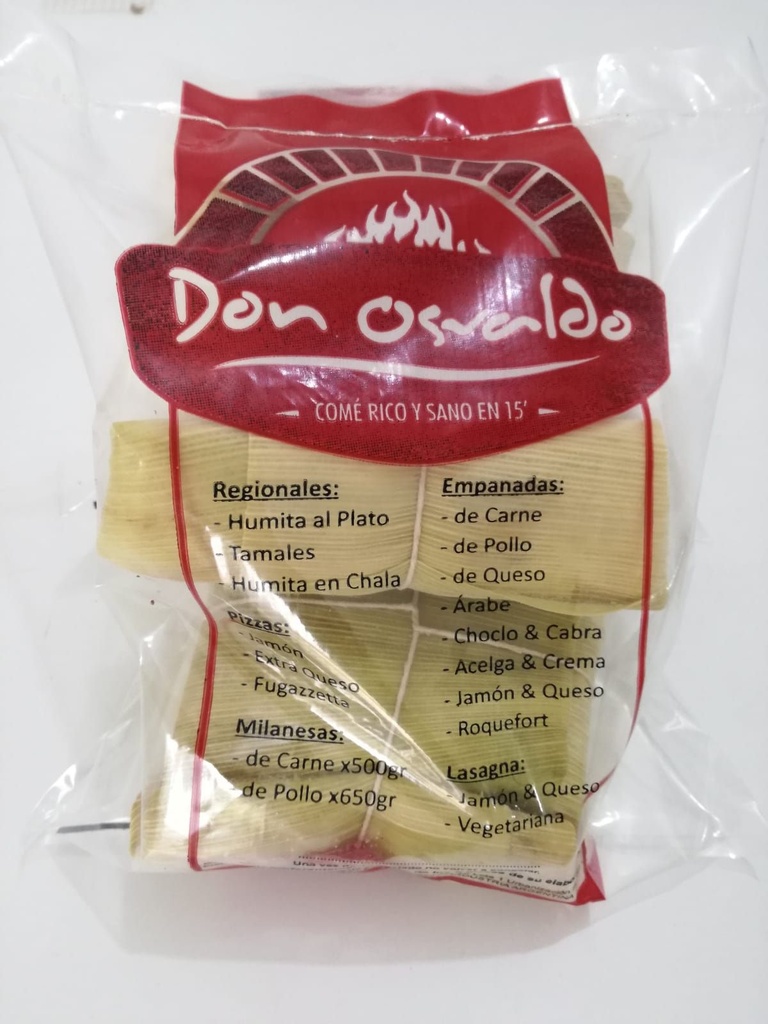 Don Osvaldo
COMÉ RICO Y SANO EN 15'
Regionales:
- Humita al Plato
- Tamales
- Humita en Chala
Pizzas:
- Jamón
- Extra Queso
- Fugazzetta
Milanesas:
- de Carne x500gr
- de Pollo x650gr
Empanadas:
- de Carne
- de Pollo
- de Queso
- Árabe
- Choclo & Cabra
- Acelga & Crema
- Jamón & Queso
- Roquefort
Lasagna:
- Jamón & Queso
- Vegetariana